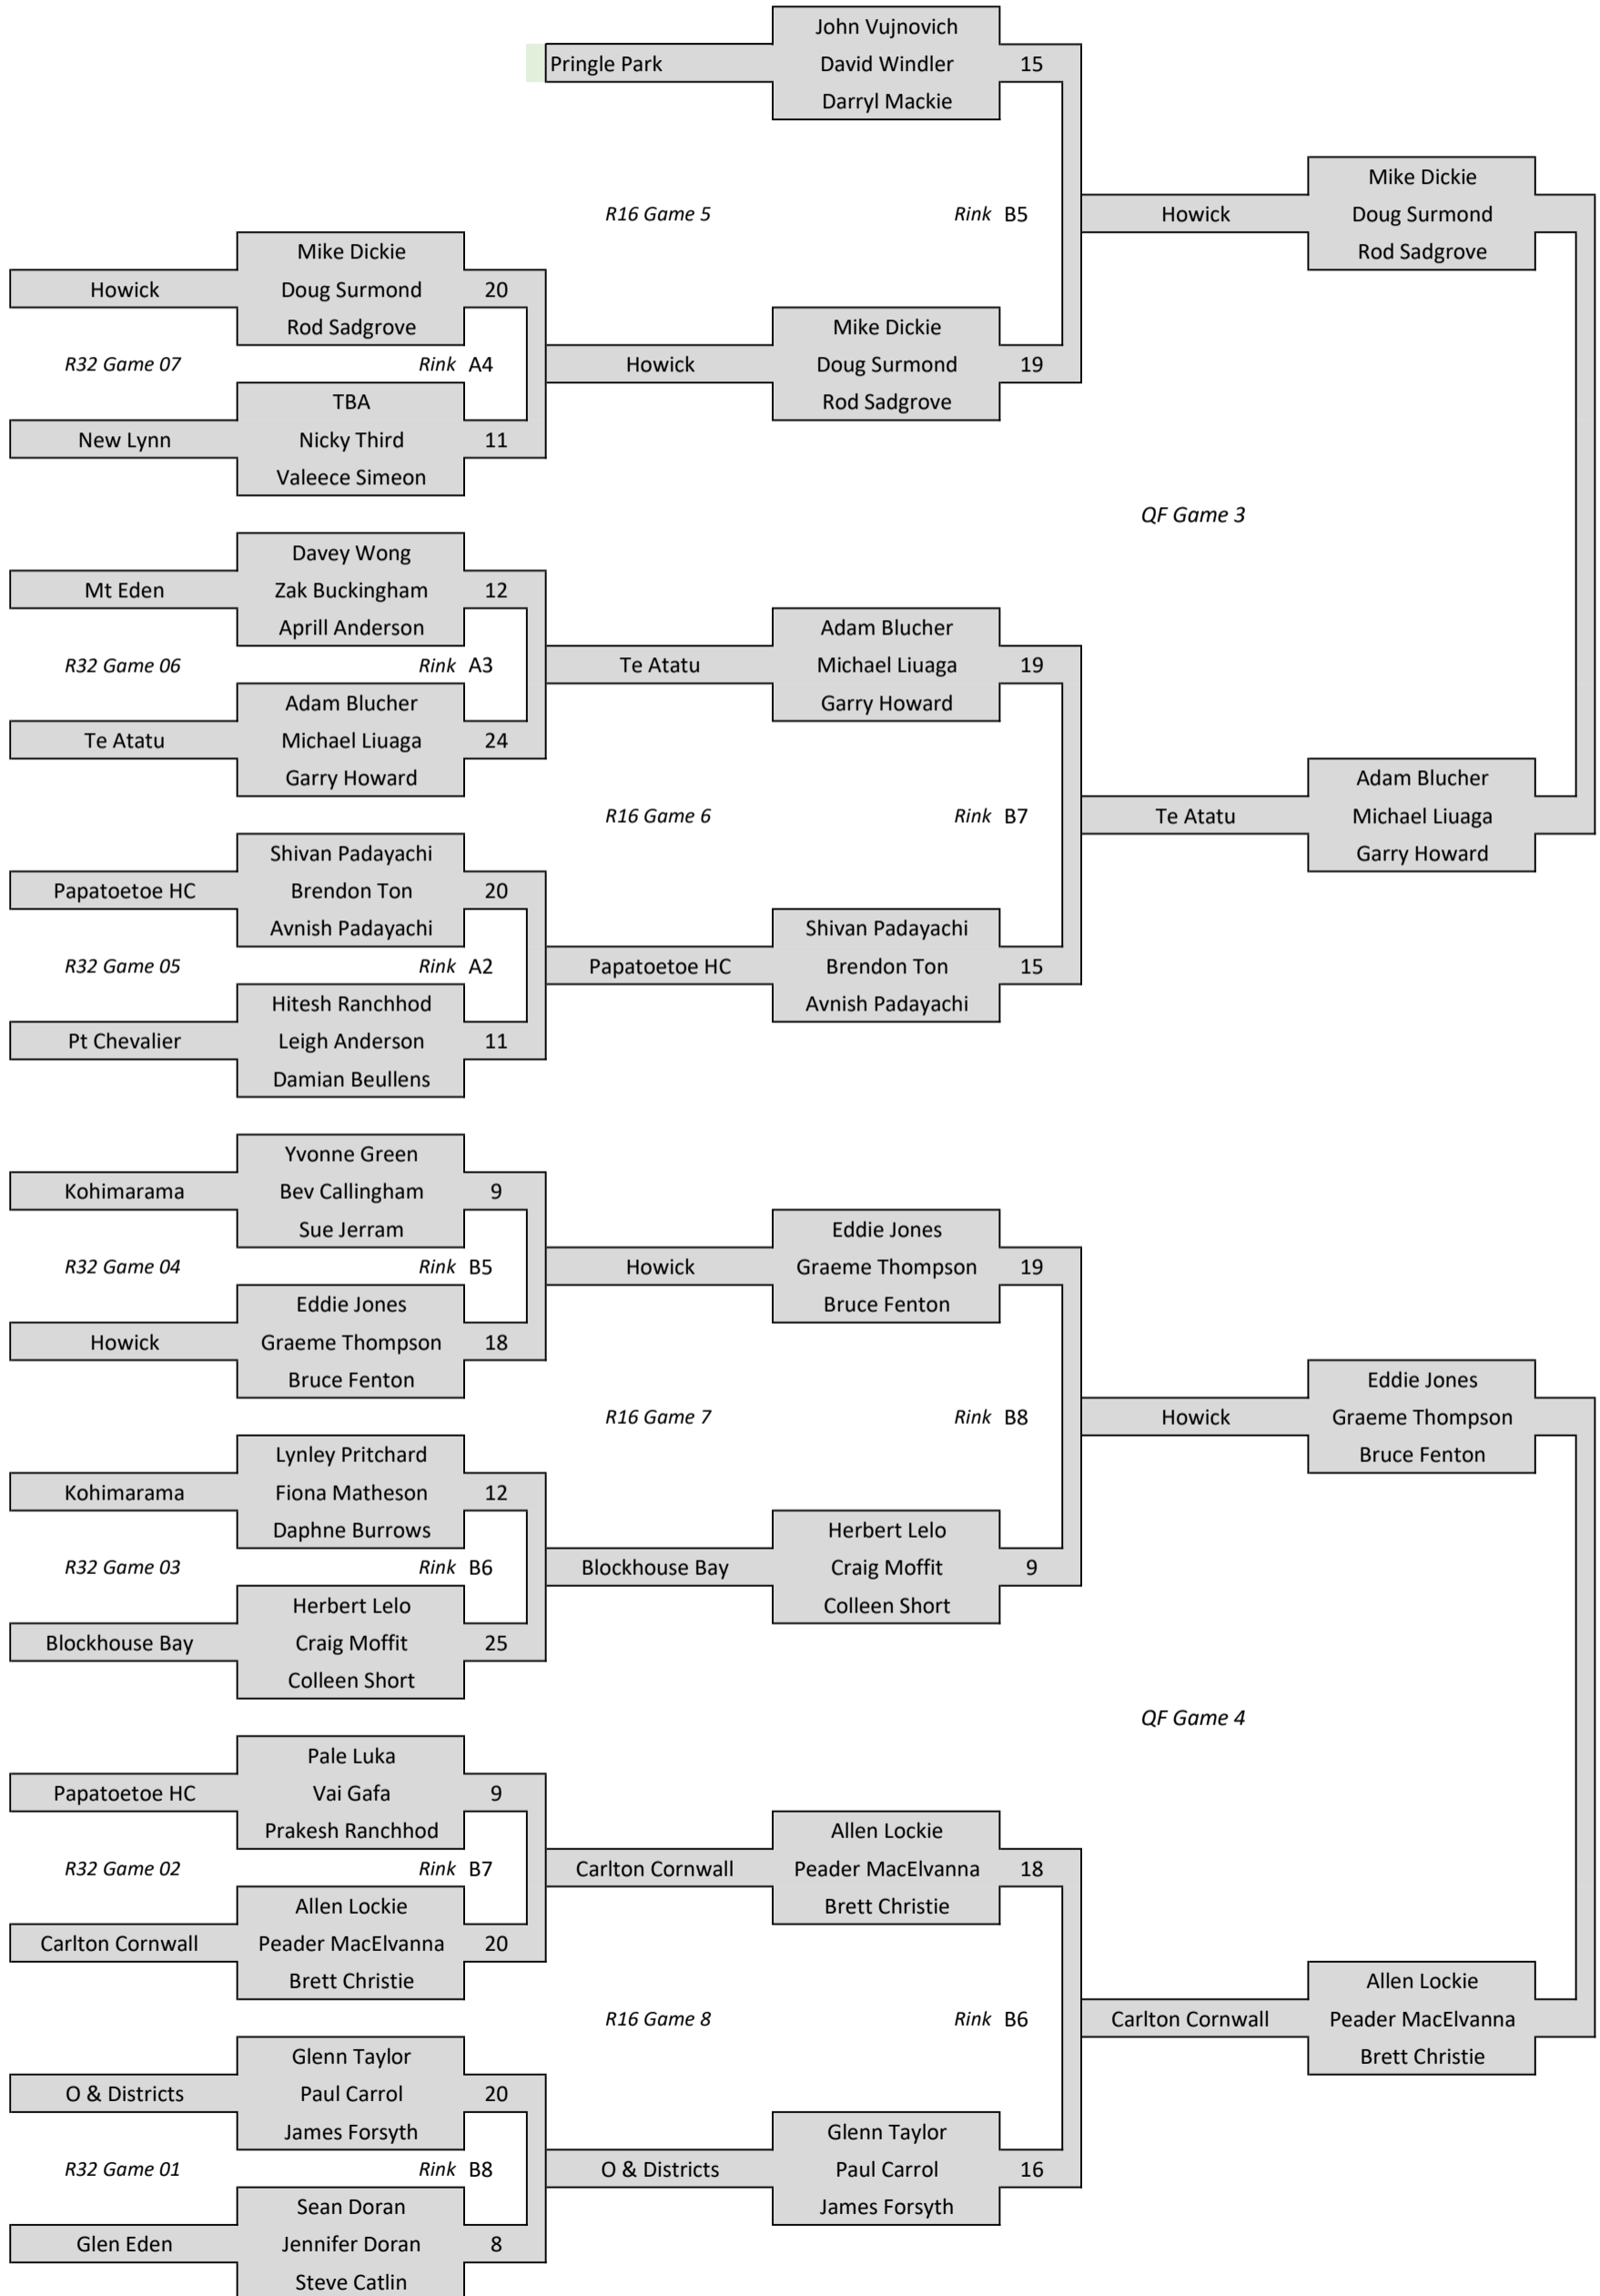 John Vujnovich
Pringle Park David Windler 15
Darryl Mackie
Mike Dickie
R16 Game 5 Rink B5 Howick Doug Surmond
Mike Dickie Rod Sadgrove
Howick Doug Surmond 20
Rod Sadgrove Mike Dickie
R32 Game 07 Rink A4 Howick Doug Surmond 19
TBA Rod Sadgrove
New Lynn Nicky Third 11
Valeece Simeon
QF Game 3
Davey Wong
Mt Eden Zak Buckingham 12
Aprill Anderson Adam Blucher
R32 Game 06 Rink A3 Te Atatu Michael Liuaga 19
Adam Blucher Garry Howard
Te Atatu Michael Liuaga 24
Garry Howard Adam Blucher
R16 Game 6 Rink B7 Te Atatu Michael Liuaga
Shivan Padayachi Garry Howard
Papatoetoe HC Brendon Ton 20
Avnish Padayachi Shivan Padayachi
R32 Game 05 Rink A2 Papatoetoe HC Brendon Ton 15
Hitesh Ranchhod Avnish Padayachi
Pt Chevalier Leigh Anderson 11
Damian Beullens
Yvonne Green
Kohimarama Bev Callingham 9
Sue Jerram Eddie Jones
R32 Game 04 Rink B5 Howick Graeme Thompson 19
Eddie Jones Bruce Fenton
Howick Graeme Thompson 18
Bruce Fenton Eddie Jones
R16 Game 7 Rink B8 Howick Graeme Thompson
Lynley Pritchard Bruce Fenton
Kohimarama Fiona Matheson 12
Daphne Burrows Herbert Lelo
R32 Game 03 Rink B6 Blockhouse Bay Craig Moffit 9
Herbert Lelo Colleen Short
Blockhouse Bay Craig Moffit 25
Colleen Short
QF Game 4
Pale Luka
Papatoetoe HC Vai Gafa 9
Prakesh Ranchhod Allen Lockie
R32 Game 02 Rink B7 Carlton Cornwall Peader MacElvanna 18
Allen Lockie Brett Christie
Carlton Cornwall Peader MacElvanna 20
Brett Christie Allen Lockie
R16 Game 8 Rink B6 Carlton Cornwall Peader MacElvanna
Glenn Taylor Brett Christie
O & Districts Paul Carrol 20
James Forsyth Glenn Taylor
R32 Game 01 Rink B8 O & Districts Paul Carrol 16
Sean Doran James Forsyth
Glen Eden Jennifer Doran 8
Steve Catlin